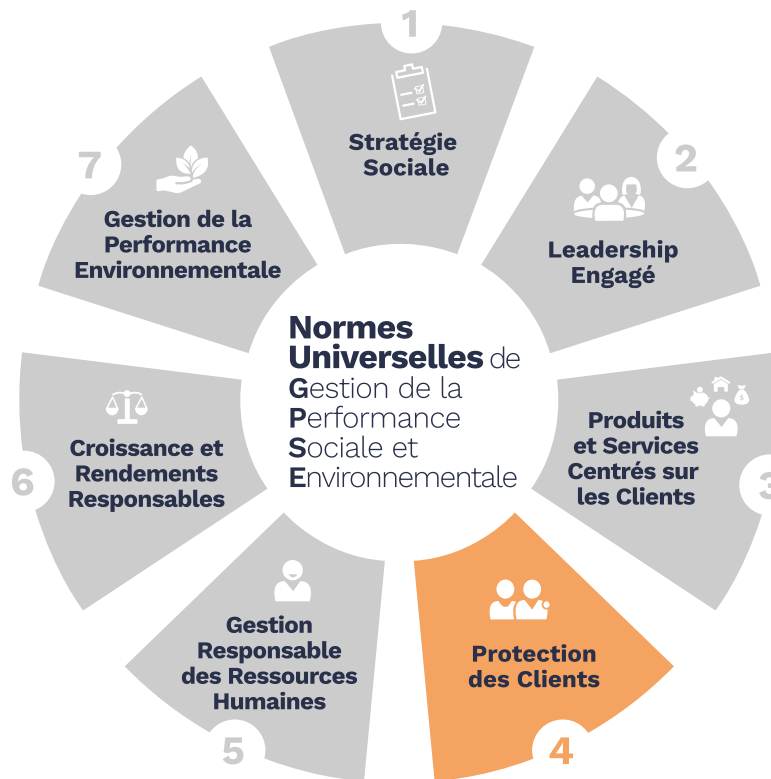 Normes
Universelles de
Gestion de la
Performance
Sociale et
Environnementale
1
Stratégie
Sociale
2
Leadership
Engagé
3
Produits
et Services
Centrés sur
les Clients
4
Protection
des Clients
5
Gestion
Responsable
des Ressources
Humaines
6
Croissance et
Rendements
Responsables
7
Gestion de la
Performance
Environnementale